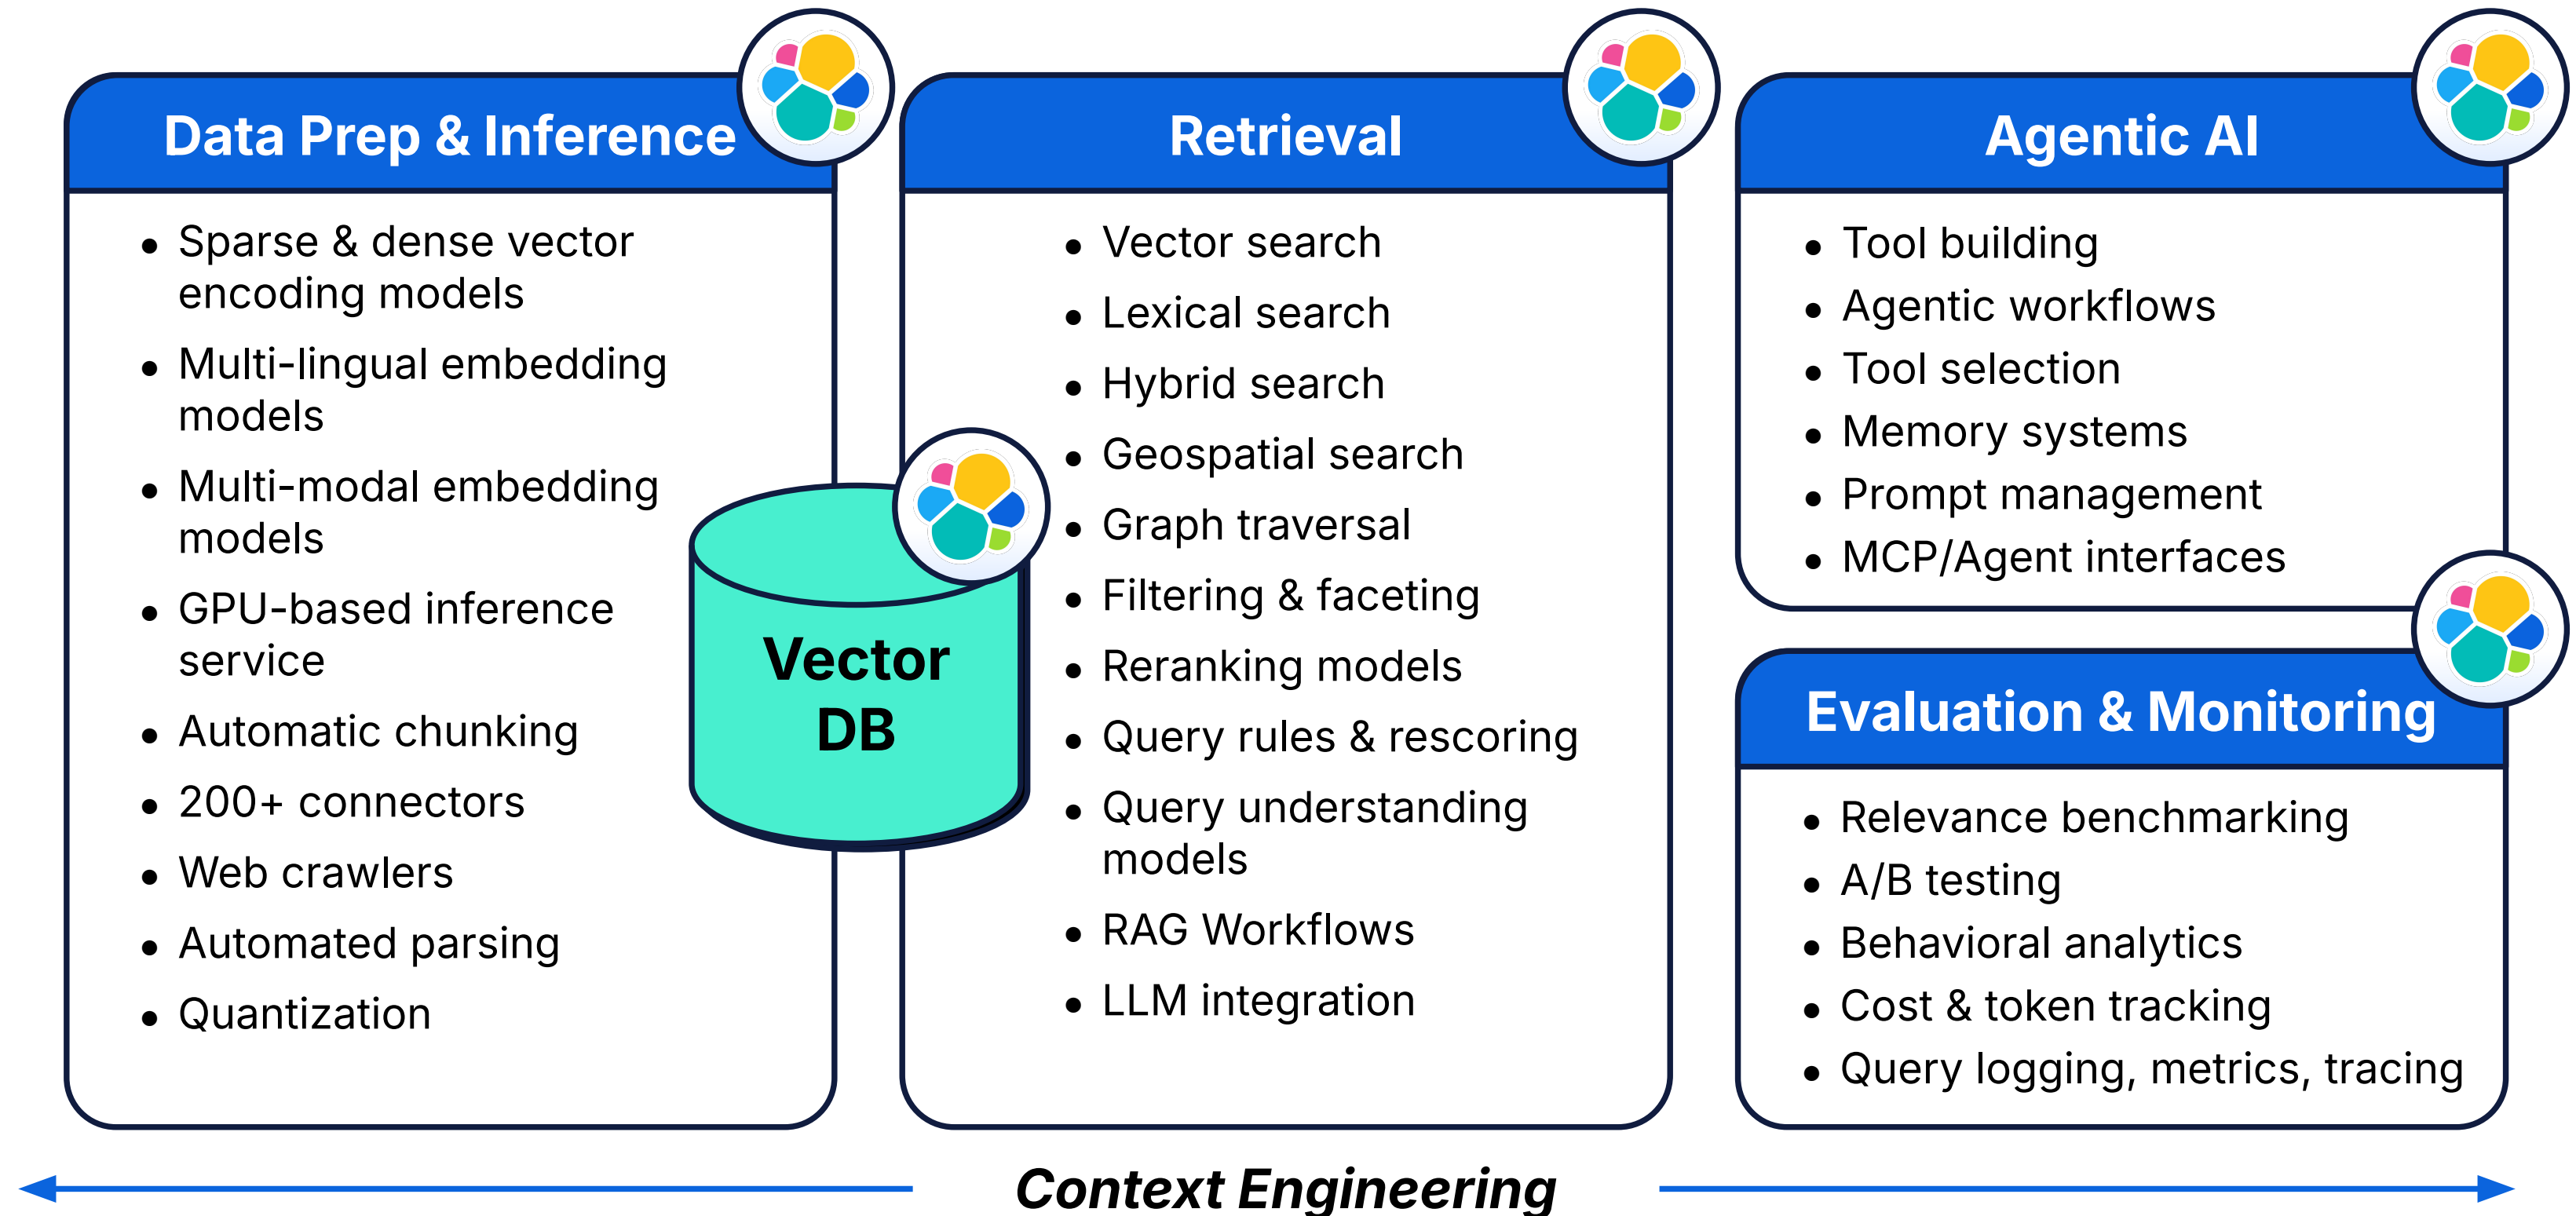 Data Prep & Inference
• Sparse & dense vector
encoding models
• Multi-lingual embedding
models
• Multi-modal embedding
models
• GPU-based inference
service
• Automatic chunking
• 200+ connectors
• Web crawlers
• Automated parsing
• Quantization
Vector
DB
Retrieval
• Vector search
• Lexical search
• Hybrid search
• Geospatial search
• Graph traversal
• Filtering & faceting
• Reranking models
• Query rules & rescoring
• Query understanding
models
• RAG Workflows
• LLM integration
Agentic AI
• Tool building
• Agentic workflows
• Tool selection
• Memory systems
• Prompt management
• MCP/Agent interfaces
Evaluation & Monitoring
• Relevance benchmarking
• A/B testing
• Behavioral analytics
• Cost & token tracking
• Query logging, metrics, tracing
Context Engineering